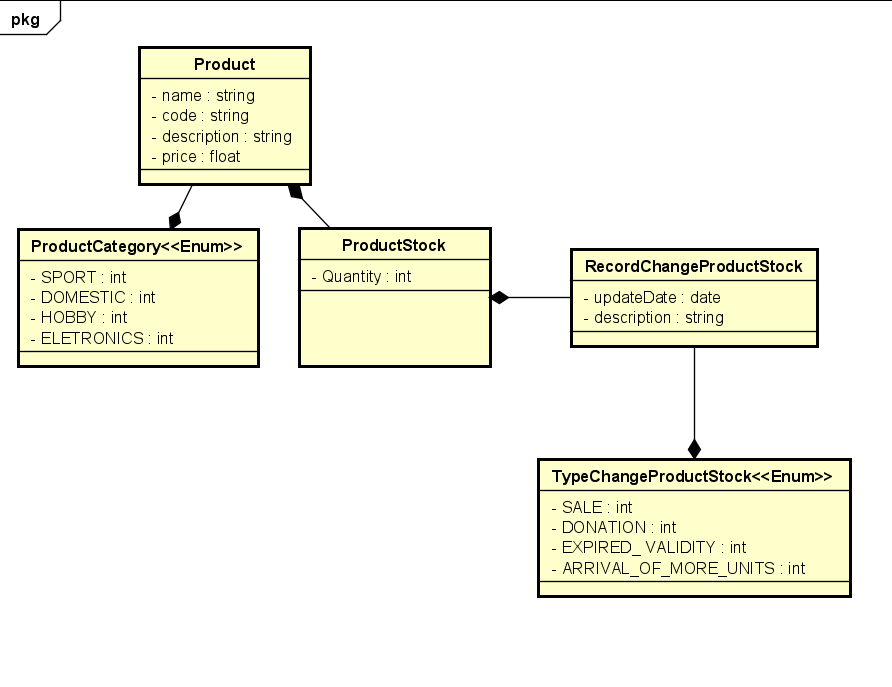 pkg
Product
- name : string
- code : string
- description : string
- price : float
ProductCategory<<Enum>>
- SPORT : int
- DOMESTIC : int
- HOBBY : int
- ELETRONICS : int
ProductStock
- Quantity : int
RecordChangeProductStock
- updateDate : date
- description : string
TypeChangeProductStock<<Enum>>
- SALE : int
- DONATION : int
- EXPIRED_ VALIDITY : int
- ARRIVAL_OF_MORE_UNITS : int